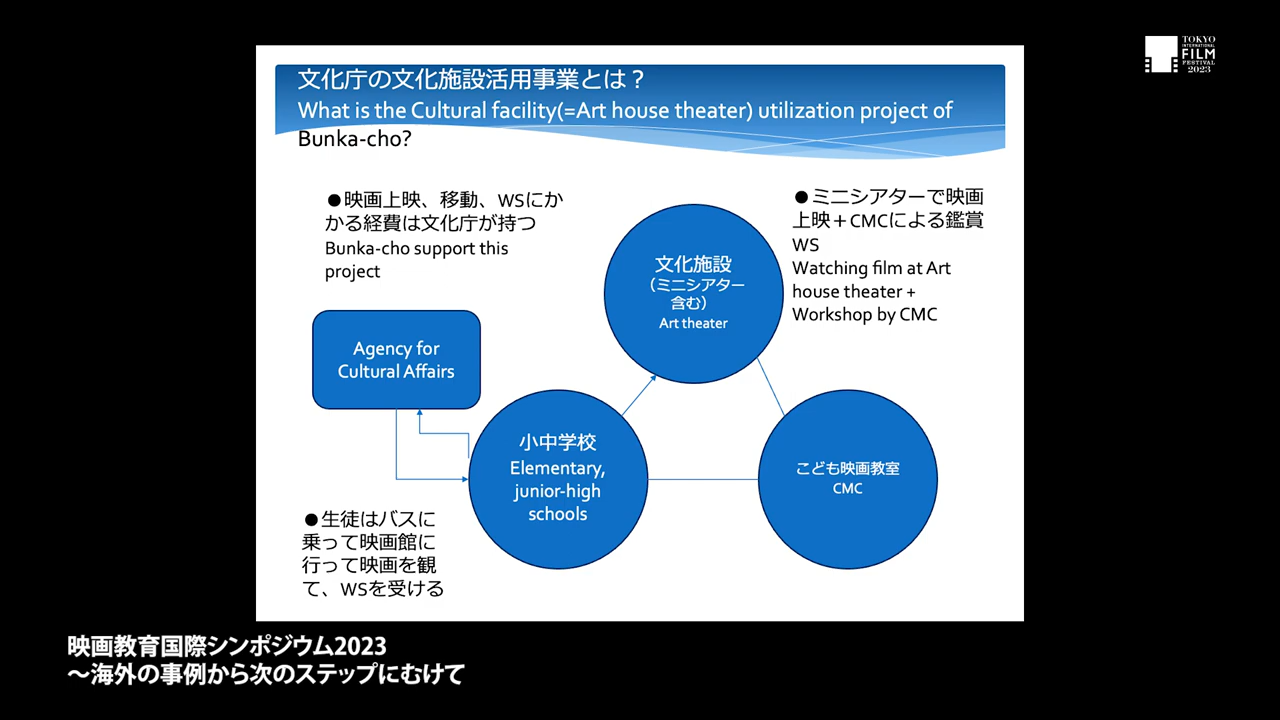 TOKYO
INTERNATIONAL
FILM
FESTIVAL
2023
文化庁の文化施設活用事業とは？
What is the Cultural facility(=Art house theater) utilization project of
Bunka-cho?
●映画上映、移動、WSにか
かる経費は文化庁が持つ
Bunka-cho support this
project
●ミニシアターで映画
上映＋CMCによる鑑賞
WS
Watching film at Art
house theater +
Workshop by CMC
文化施設
（ミニシアター
含む）
Art theater
Agency for
Cultural Affairs
小中学校
Elementary,
junior-high
schools
こども映画教室
CMC
●生徒はバスに
乗って映画館に
行って映画を観
て、WSを受ける
映画教育国際シンポジウム2023
～海外の事例から次のステップにむけて